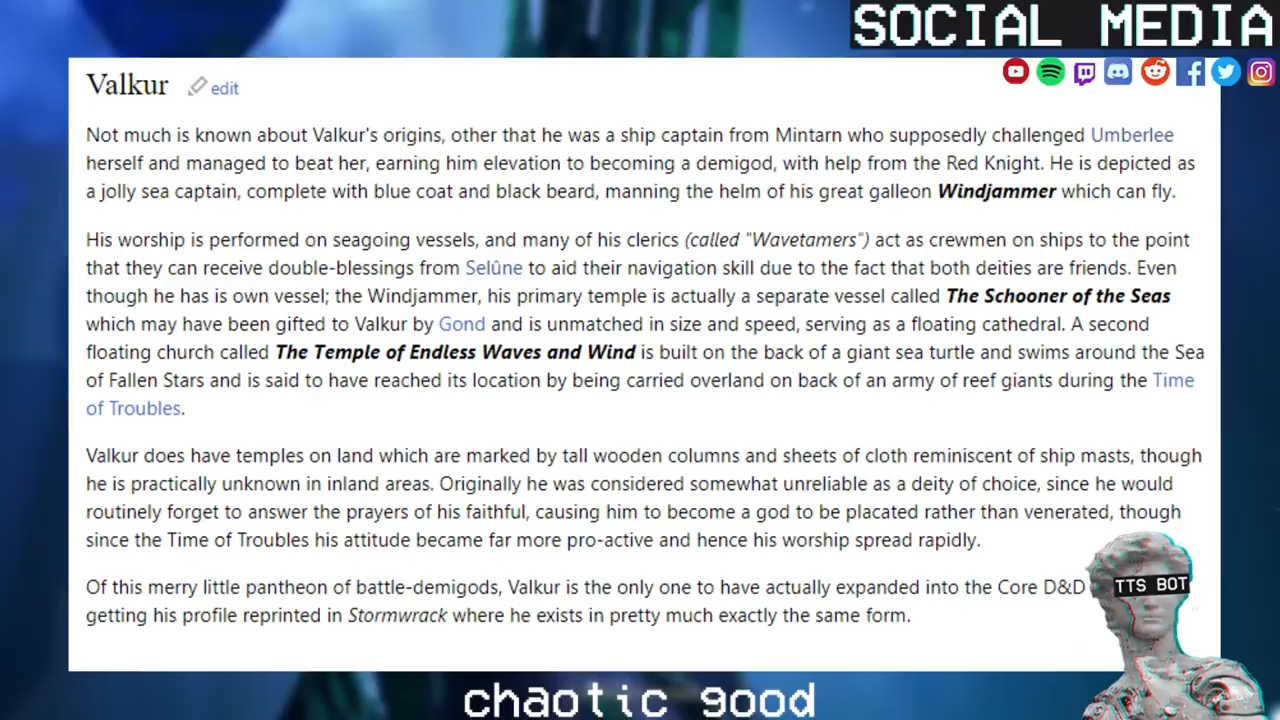 SOCIAL MEDIA
Valkur edit
Not much is known about Valkur's origins, other that he was a ship captain from Mintarn who supposedly challenged Umberlee
herself and managed to beat her, earning him elevation to becoming a demigod, with help from the Red Knight. He is depicted as
a jolly sea captain, complete with blue coat and black beard, manning the helm of his great galleon Windjammer which can fly.
His worship is performed on seagoing vessels, and many of his clerics (called "Wavetamers") act as crewmen on ships to the point
that they can receive double-blessings from Selûne to aid their navigation skill due to the fact that both deities are friends. Even
though he has is own vessel; the Windjammer, his primary temple is actually a separate vessel called The Schooner of the Seas
which may have been gifted to Valkur by Gond and is unmatched in size and speed, serving as a floating cathedral. A second
floating church called The Temple of Endless Waves and Wind is built on the back of a giant sea turtle and swims around the Sea
of Fallen Stars and is said to have reached its location by being carried overland on back of an army of reef giants during the Time
of Troubles.
Valkur does have temples on land which are marked by tall wooden columns and sheets of cloth reminiscent of ship masts, though
he is practically unknown in inland areas. Originally he was considered somewhat unreliable as a deity of choice, since he would
routinely forget to answer the prayers of his faithful, causing him to become a god to be placated rather than venerated, though
since the Time of Troubles his attitude became far more pro-active and hence his worship spread rapidly.
Of this merry little pantheon of battle-demigods, Valkur is the only one to have actually expanded into the Core D&D
getting his profile reprinted in Stormwrack where he exists in pretty much exactly the same form.
TTS BOT
chaotic good